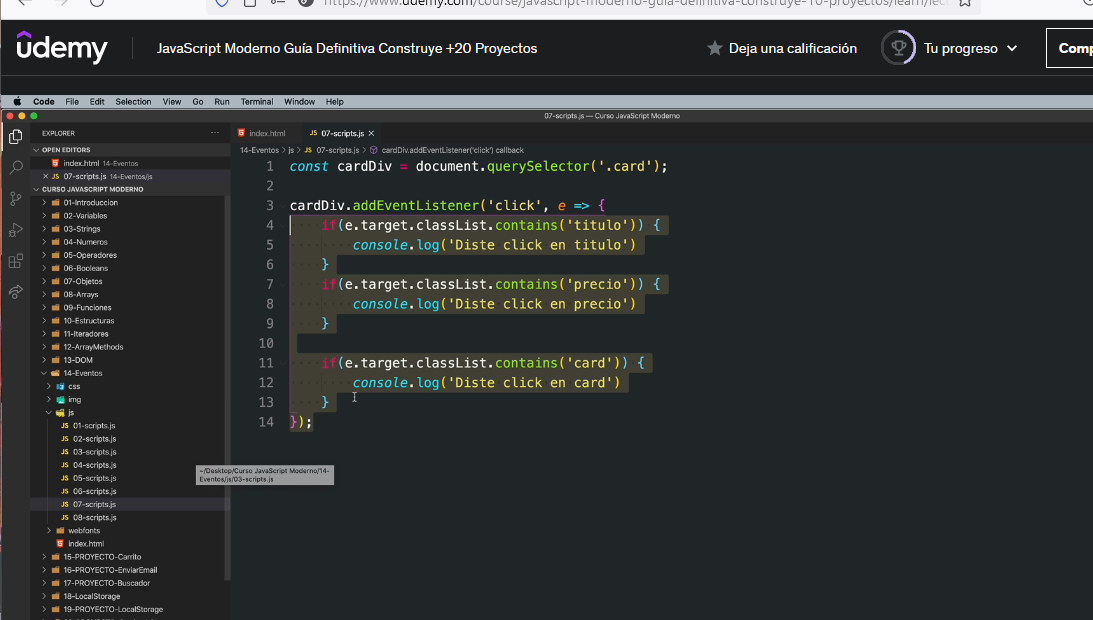 https://www.udemy.com/course/javascript-moderno-guia-definitiva-construye-10-proyectos/learn/lect
udemy
JavaScript Moderno Guía Definitiva Construye +20 Proyectos
Deja una calificación
Tu progreso
Comp
Code File Edit Selection View Go Run Terminal Window Help
07-scripts.js — Curso JavaScript Moderno
EXPLORER
OPEN EDITORS
index.html 14-Eventos
JS 07-scripts.js 14-Eventos/js
CURSO JAVASCRIPT MODERNO
01-Introduccion
02-Variables
03-Strings
04-Numeros
05-Operadores
06-Booleans
07-Objetos
08-Arrays
09-Funciones
10-Estructuras
11-Iteradores
12-ArrayMethods
13-DOM
14-Eventos
css
img
js
JS 01-scripts.js
JS 02-scripts.js
JS 03-scripts.js
JS 04-scripts.js
JS 05-scripts.js
JS 06-scripts.js
JS 07-scripts.js
JS 08-scripts.js
webfonts
index.html
15-PROYECTO-Carrito
16-PROYECTO-EnviarEmail
17-PROYECTO-Buscador
18-LocalStorage
19-PROYECTO-LocalStorage
~/Desktop/Curso JavaScript Moderno/14-
Eventos/js/03-scripts.js
index.html JS 07-scripts.js
14-Eventos > js > JS 07-scripts.js > cardDiv.addEventListener('click') callback
1 const cardDiv = document.querySelector('.card');
2
3 cardDiv.addEventListener('click', e => {
4 if(e.target.classList.contains('titulo')) {
5 console.log('Diste click en titulo')
6 }
7 if(e.target.classList.contains('precio')) {
8 console.log('Diste click en precio')
9 }
10
11 if(e.target.classList.contains('card')) {
12 console.log('Diste click en card')
13 }
14 });